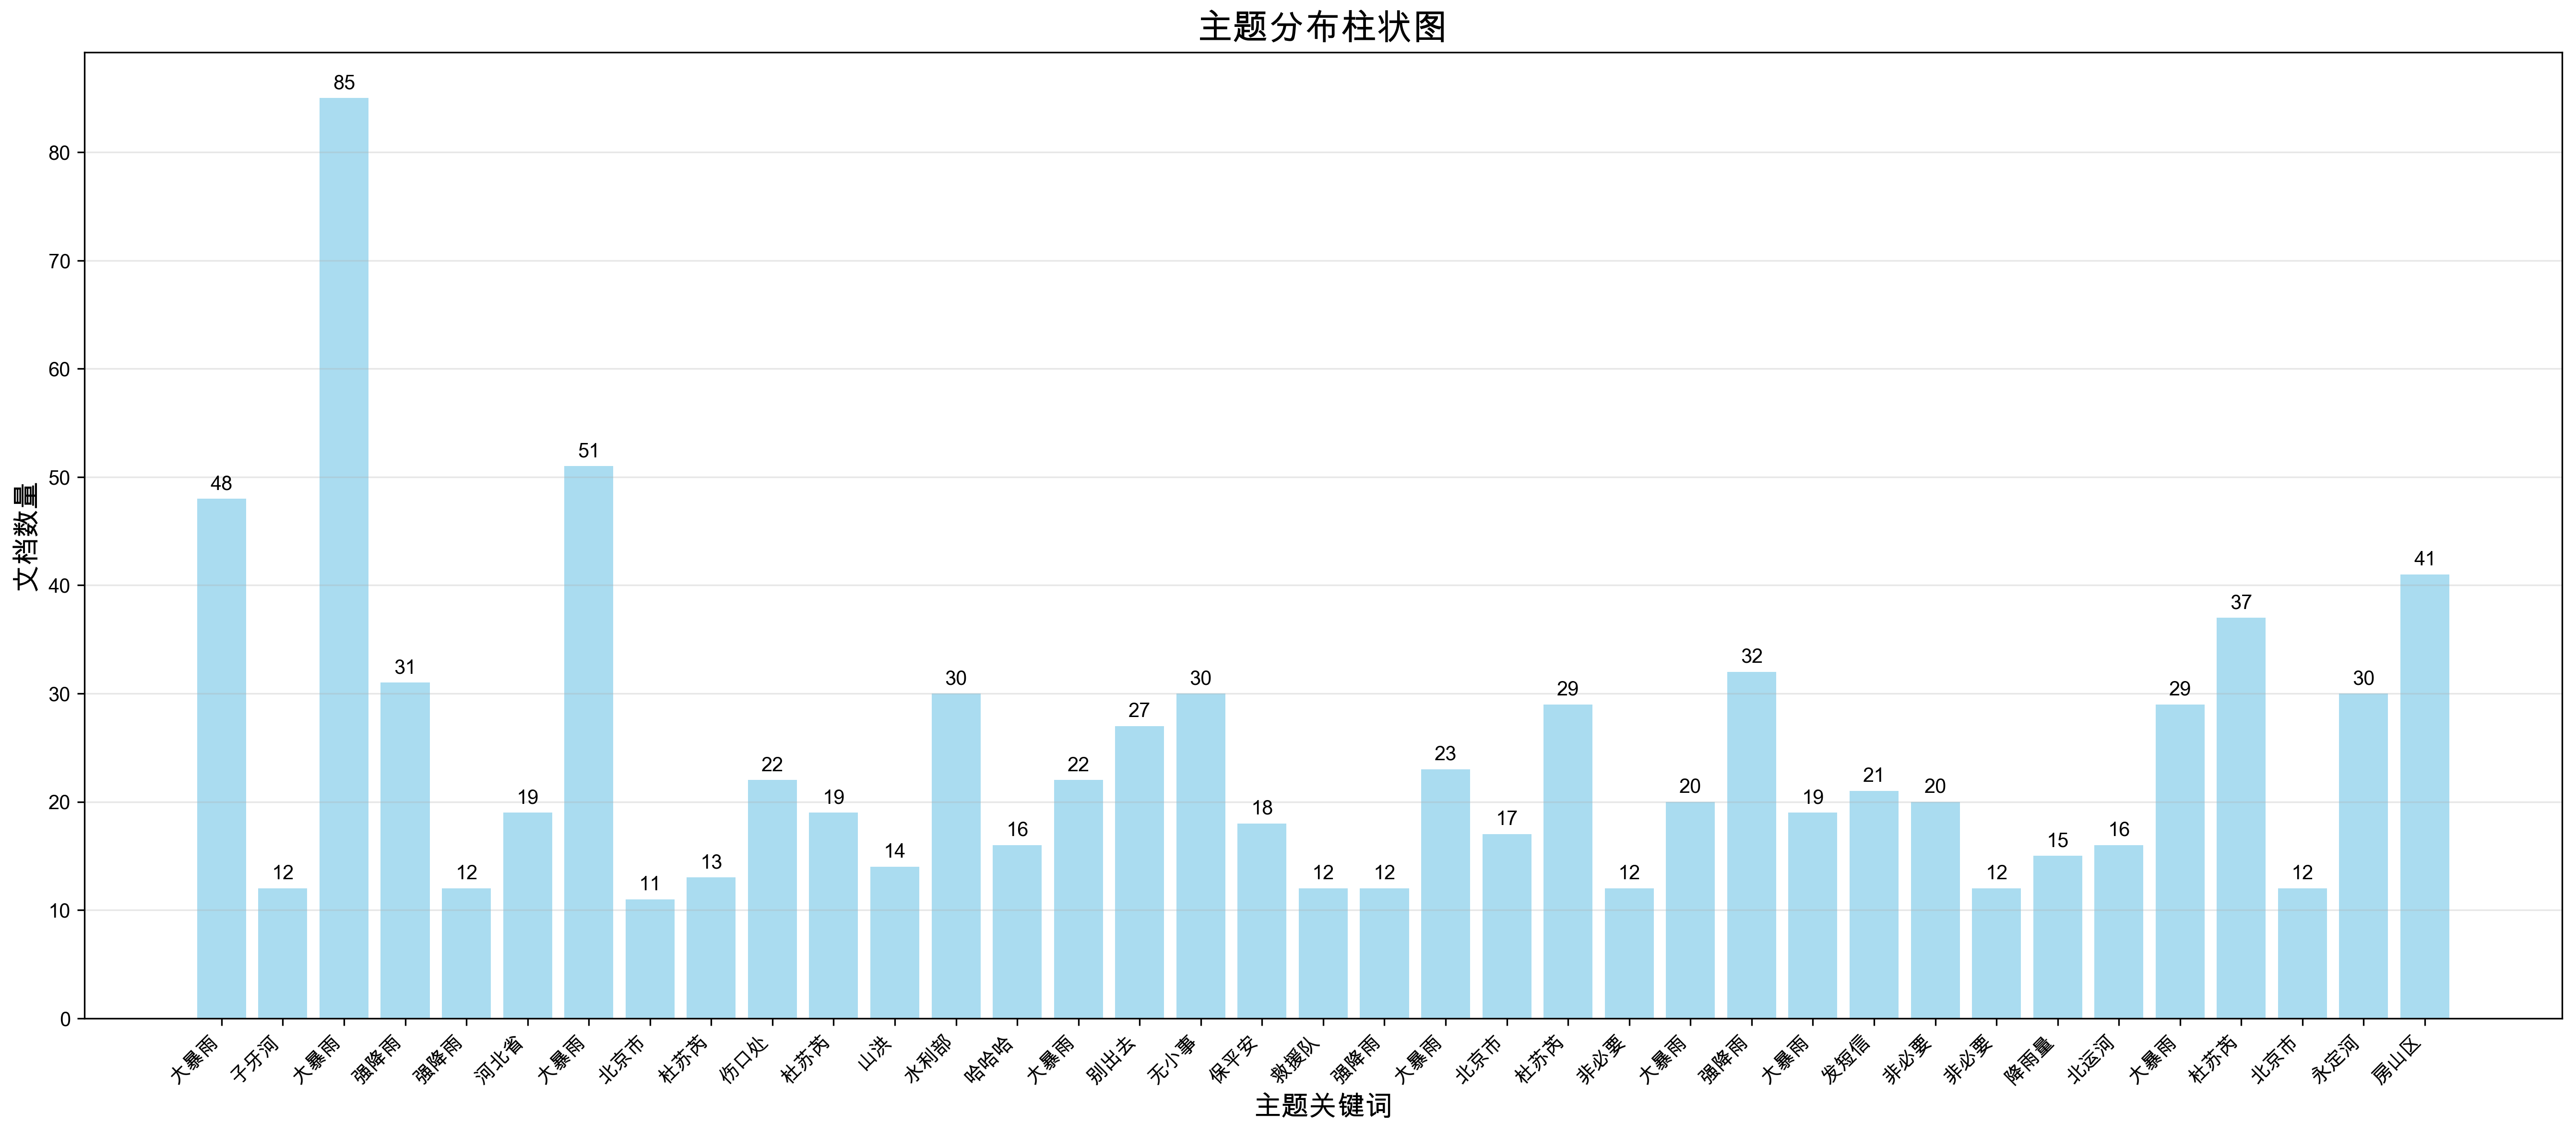 主题分布柱状图
文档数量
80
70
60
50
40
30
20
10
0
48
12
85
31
12
19
51
11
13
22
19
14
30
16
22
27
30
18
12
12
23
17
29
12
20
32
19
21
20
12
15
16
29
37
12
30
41
大暴雨
子牙河
大暴雨
强降雨
强降雨
河北省
大暴雨
北京市
杜苏芮
伤口处
杜苏芮
山洪
水利部
哈哈哈
大暴雨
别出去
无小事
保平安
救援队
强降雨
大暴雨
北京市
杜苏芮
非必要
大暴雨
强降雨
大暴雨
发短信
非必要
非必要
降雨量
北运河
大暴雨
杜苏芮
北京市
永定河
房山区
主题关键词